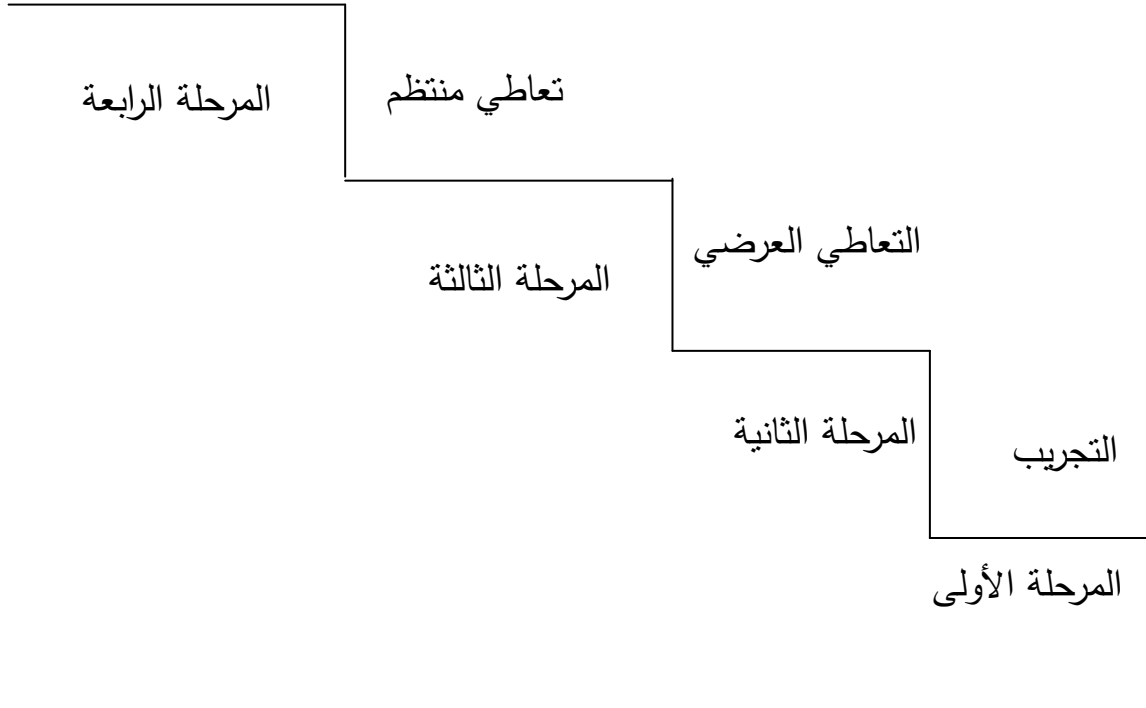 تعاطي منتظم
المرحلة الرابعة
التعاطي العرضي
المرحلة الثالثة
التجريب
المرحلة الثانية
المرحلة الأولى